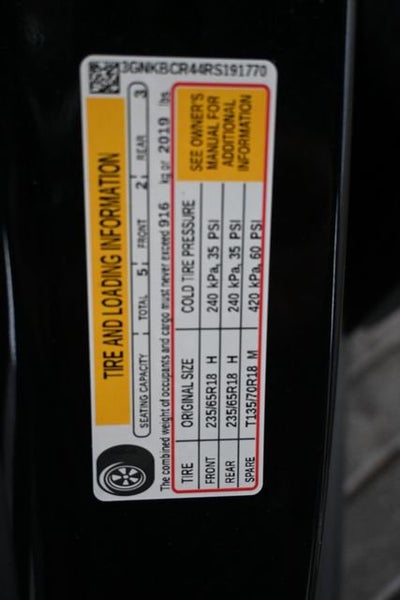 3GNKBCR44RS191770
TIRE AND LOADING INFORMATION
SEATING CAPACITY TOTAL 5 FRONT 2 REAR 3
The combined weight of occupants and cargo must never exceed 916 kg or 2019 lbs
TIRE ORIGINAL SIZE COLD TIRE PRESSURE
FRONT 235/65R18 H 240 kPa, 35 PSI
REAR 235/65R18 H 240 kPa, 35 PSI
SPARE T135/70R18 M 420 kPa, 60 PSI
SEE OWNER'S
MANUAL FOR
ADDITIONAL
INFORMATION